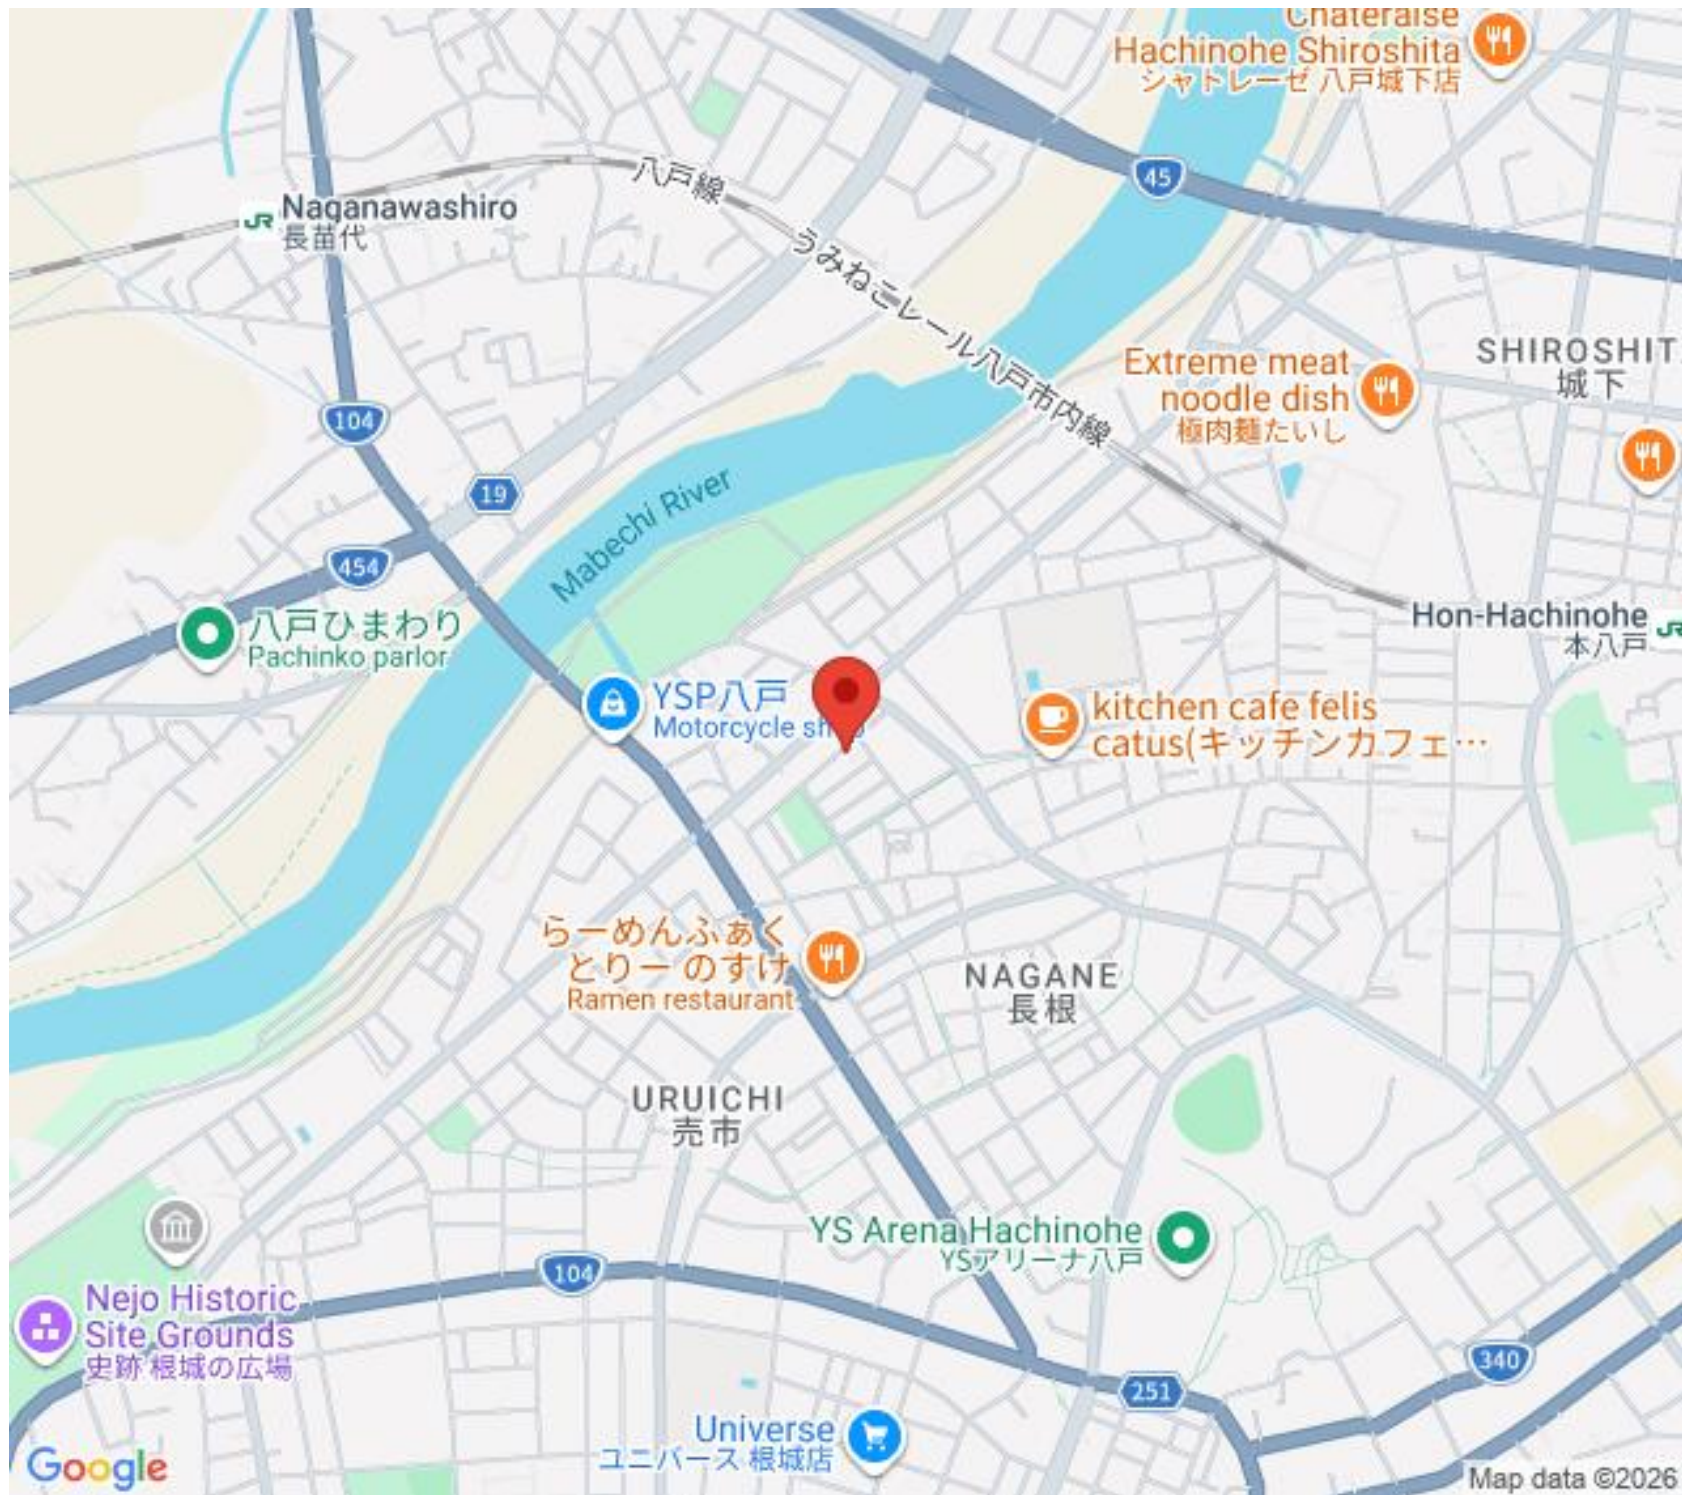 Chateraise
Hachinohe Shiroshita
シャトレーゼ 八戸城下店
45
八戸線
Naganawashiro
長苗代
JR
うみねこレール八戸市内線
Extreme meat
noodle dish
極肉麺たいし
SHIROSHIT
城下
104
19
Mabechi River
454
八戸ひまわり
Pachinko parlor
Hon-Hachinohe
本八戸
JR
YSP八戸
Motorcycle sh
kitchen cafe felis
catus(キッチンカフェ…
らーめんふぁく
とりー のすけ
Ramen restaurant
NAGANE
長根
URUICHI
売市
YS Arena Hachinohe
YSアリーナ八戸
104
Nejo Historic
Site Grounds
史跡 根城の広場
340
251
Universe
ユニバース 根城店
Google
Map data ©2026